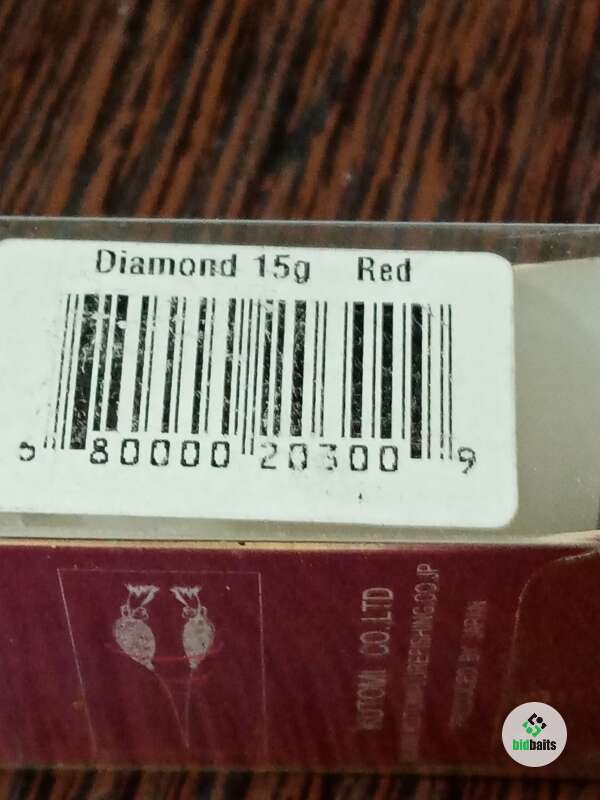 Diamond 15g Red
5 80000 20300 9
CO.,LTD
PRODUCED BY JAPAN
bidbaits